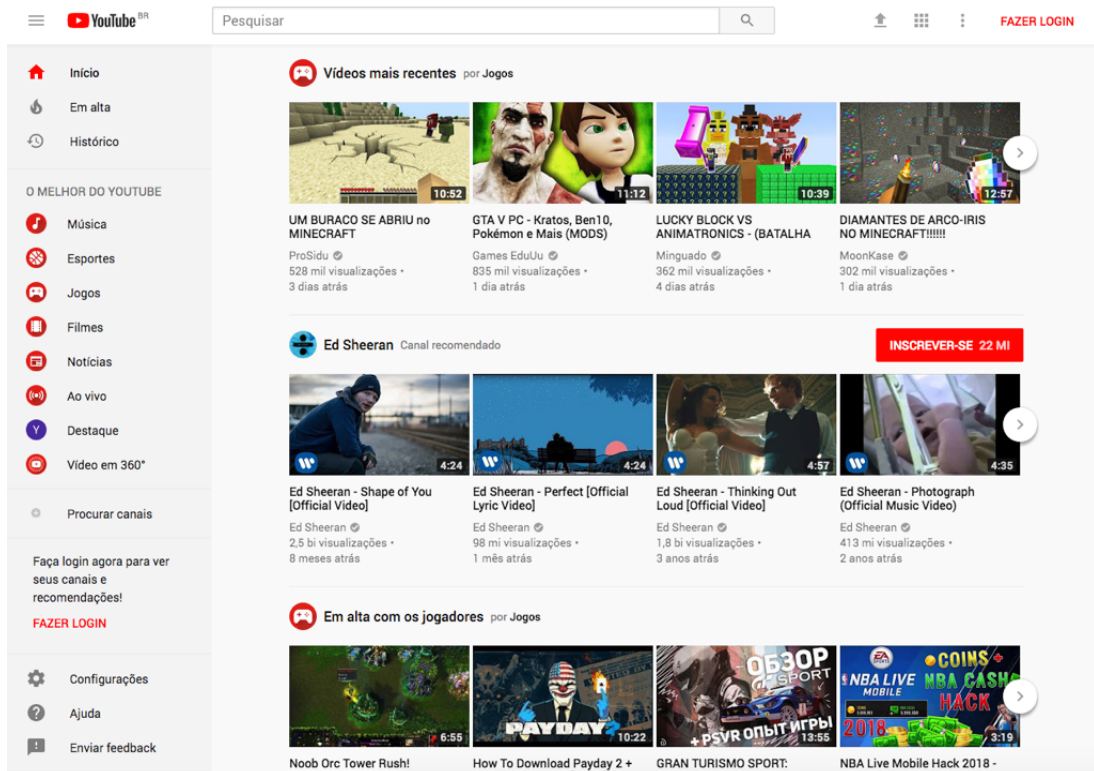 YouTube BR
Pesquisar
FAZER LOGIN
Início
Em alta
Histórico
O MELHOR DO YOUTUBE
Música
Esportes
Jogos
Filmes
Notícias
Ao vivo
Y
Destaque
Vídeo em 360°
Procurar canais
Faça login agora para ver
seus canais e
recomendações!
FAZER LOGIN
Configurações
Ajuda
Enviar feedback
Vídeos mais recentes por Jogos
10:52
11:12
10:39
12:57
UM BURACO SE ABRIU no
MINECRAFT
ProSidu
528 mil visualizações •
3 dias atrás
GTA V PC - Kratos, Ben10,
Pokémon e Mais (MODS)
Games EduUu
835 mil visualizações •
1 dia atrás
LUCKY BLOCK VS
ANIMATRONICS - (BATALHA
Minguado
362 mil visualizações •
4 dias atrás
DIAMANTES DE ARCO-IRIS
NO MINECRAFT!!!!!!
MoonKase
302 mil visualizações •
1 dia atrás
Ed Sheeran Canal recomendado
INSCREVER-SE 22 MI
4:24
4:24
4:57
4:35
Ed Sheeran - Shape of You
[Official Video]
Ed Sheeran
2,5 bi visualizações •
8 meses atrás
Ed Sheeran - Perfect [Official
Lyric Video]
Ed Sheeran
98 mi visualizações •
1 mês atrás
Ed Sheeran - Thinking Out
Loud [Official Video]
Ed Sheeran
1,8 bi visualizações •
3 anos atrás
Ed Sheeran - Photograph
(Official Music Video)
Ed Sheeran
413 mi visualizações •
2 anos atrás
Em alta com os jogadores por Jogos
6:55
PAYDAY 2
10:22
ОБЗОР
SPORT
+ PSVR ОПЫТ ИГРЫ
13:55
EA
SPORTS
NBA LIVE
MOBILE
2018
COINS +
NBA CASH
HACK
3:19
Noob Orc Tower Rush!
How To Download Payday 2 +
GRAN TURISMO SPORT:
NBA Live Mobile Hack 2018 -